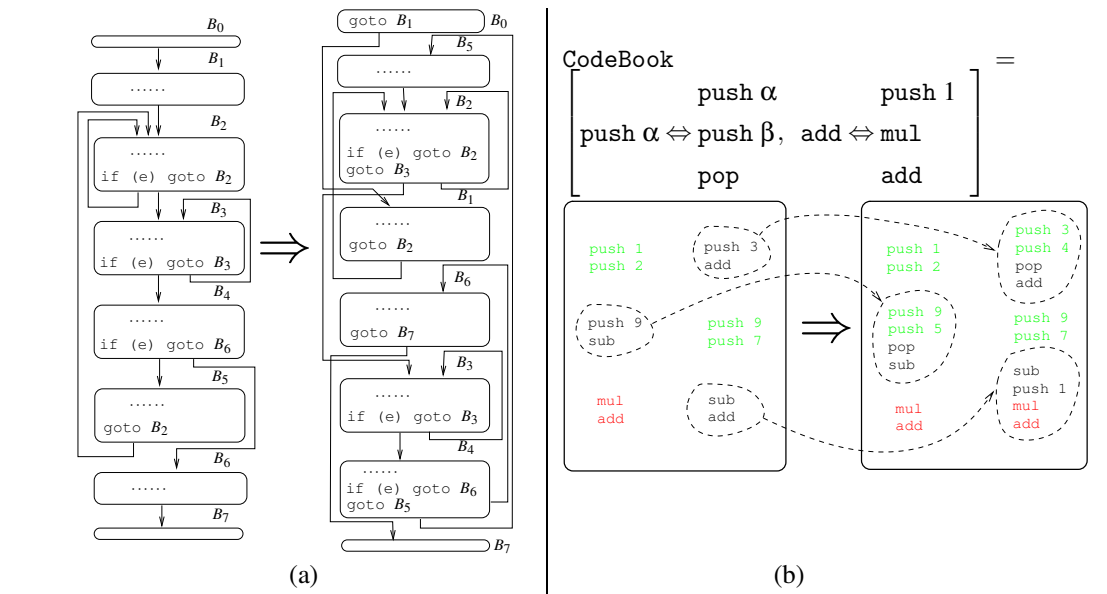 B0
B1
......
B2
......
if (e) goto B2
B3
......
if (e) goto B3
B4
......
if (e) goto B6
B5
......
goto B2
B6
......
B7
⇒
goto B1 B0
B5
......
B2
......
if (e) goto B2
goto B3
B1
......
goto B2
B6
......
goto B7
B3
......
if (e) goto B3
B4
......
if (e) goto B6
goto B5
B7
(a)
CodeBook =
push α push 1
push α ⇔ push β, add ⇔ mul
pop add
push 1
push 2
push 3
add
push 9
sub
push 9
push 7
mul
add
sub
add
⇒
push 1
push 2
push 3
push 4
pop
add
push 9
push 5
pop
sub
push 9
push 7
mul
add
sub
push 1
mul
add
(b)